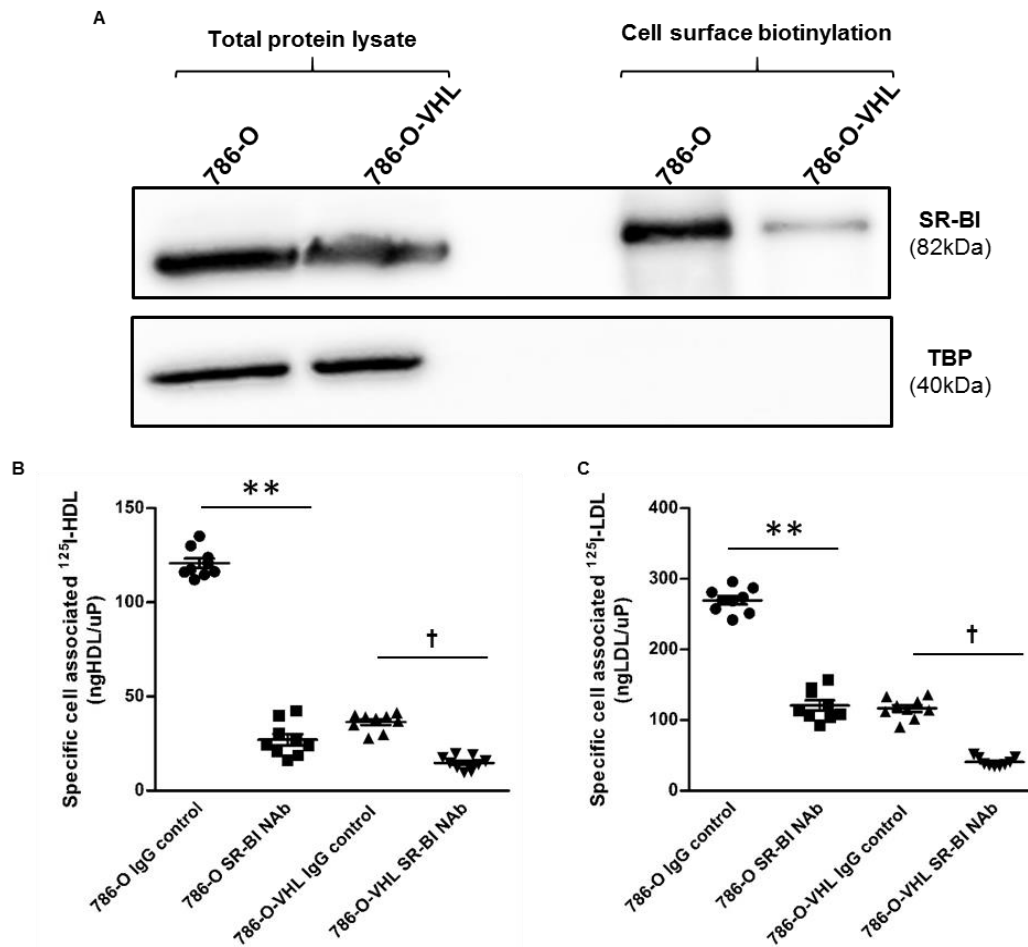 A
Total protein lysate
Cell surface biotinylation
786-O
786-O-VHL
786-O
786-O-VHL
SR-BI
(82kDa)
TBP
(40kDa)
B
Specific cell associated ¹²⁵I-HDL
(ngHDL/uP)
150
100
50
0
**
†
786-O IgG control
786-O SR-BI NAb
786-O-VHL IgG control
786-O-VHL SR-BI NAb
C
Specific cell associated ¹²⁵I-LDL
(ngLDL/uP)
400
300
200
100
0
**
†
786-O IgG control
786-O SR-BI NAb
786-O-VHL IgG control
786-O-VHL SR-BI NAb